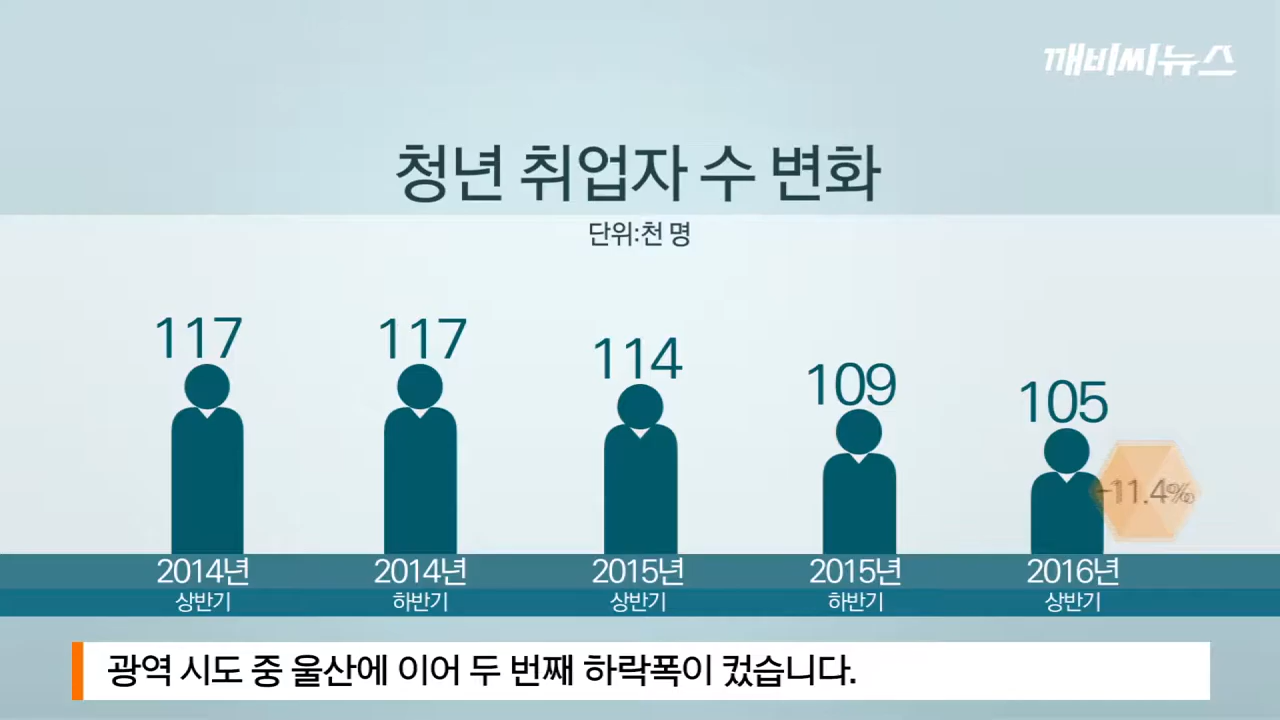 깨비씨뉴스
청년 취업자 수 변화
단위:천 명
117
117
114
109
105
-11.4%
2014년
상반기
2014년
하반기
2015년
상반기
2015년
하반기
2016년
상반기
광역 시도 중 울산에 이어 두 번째 하락폭이 컸습니다.